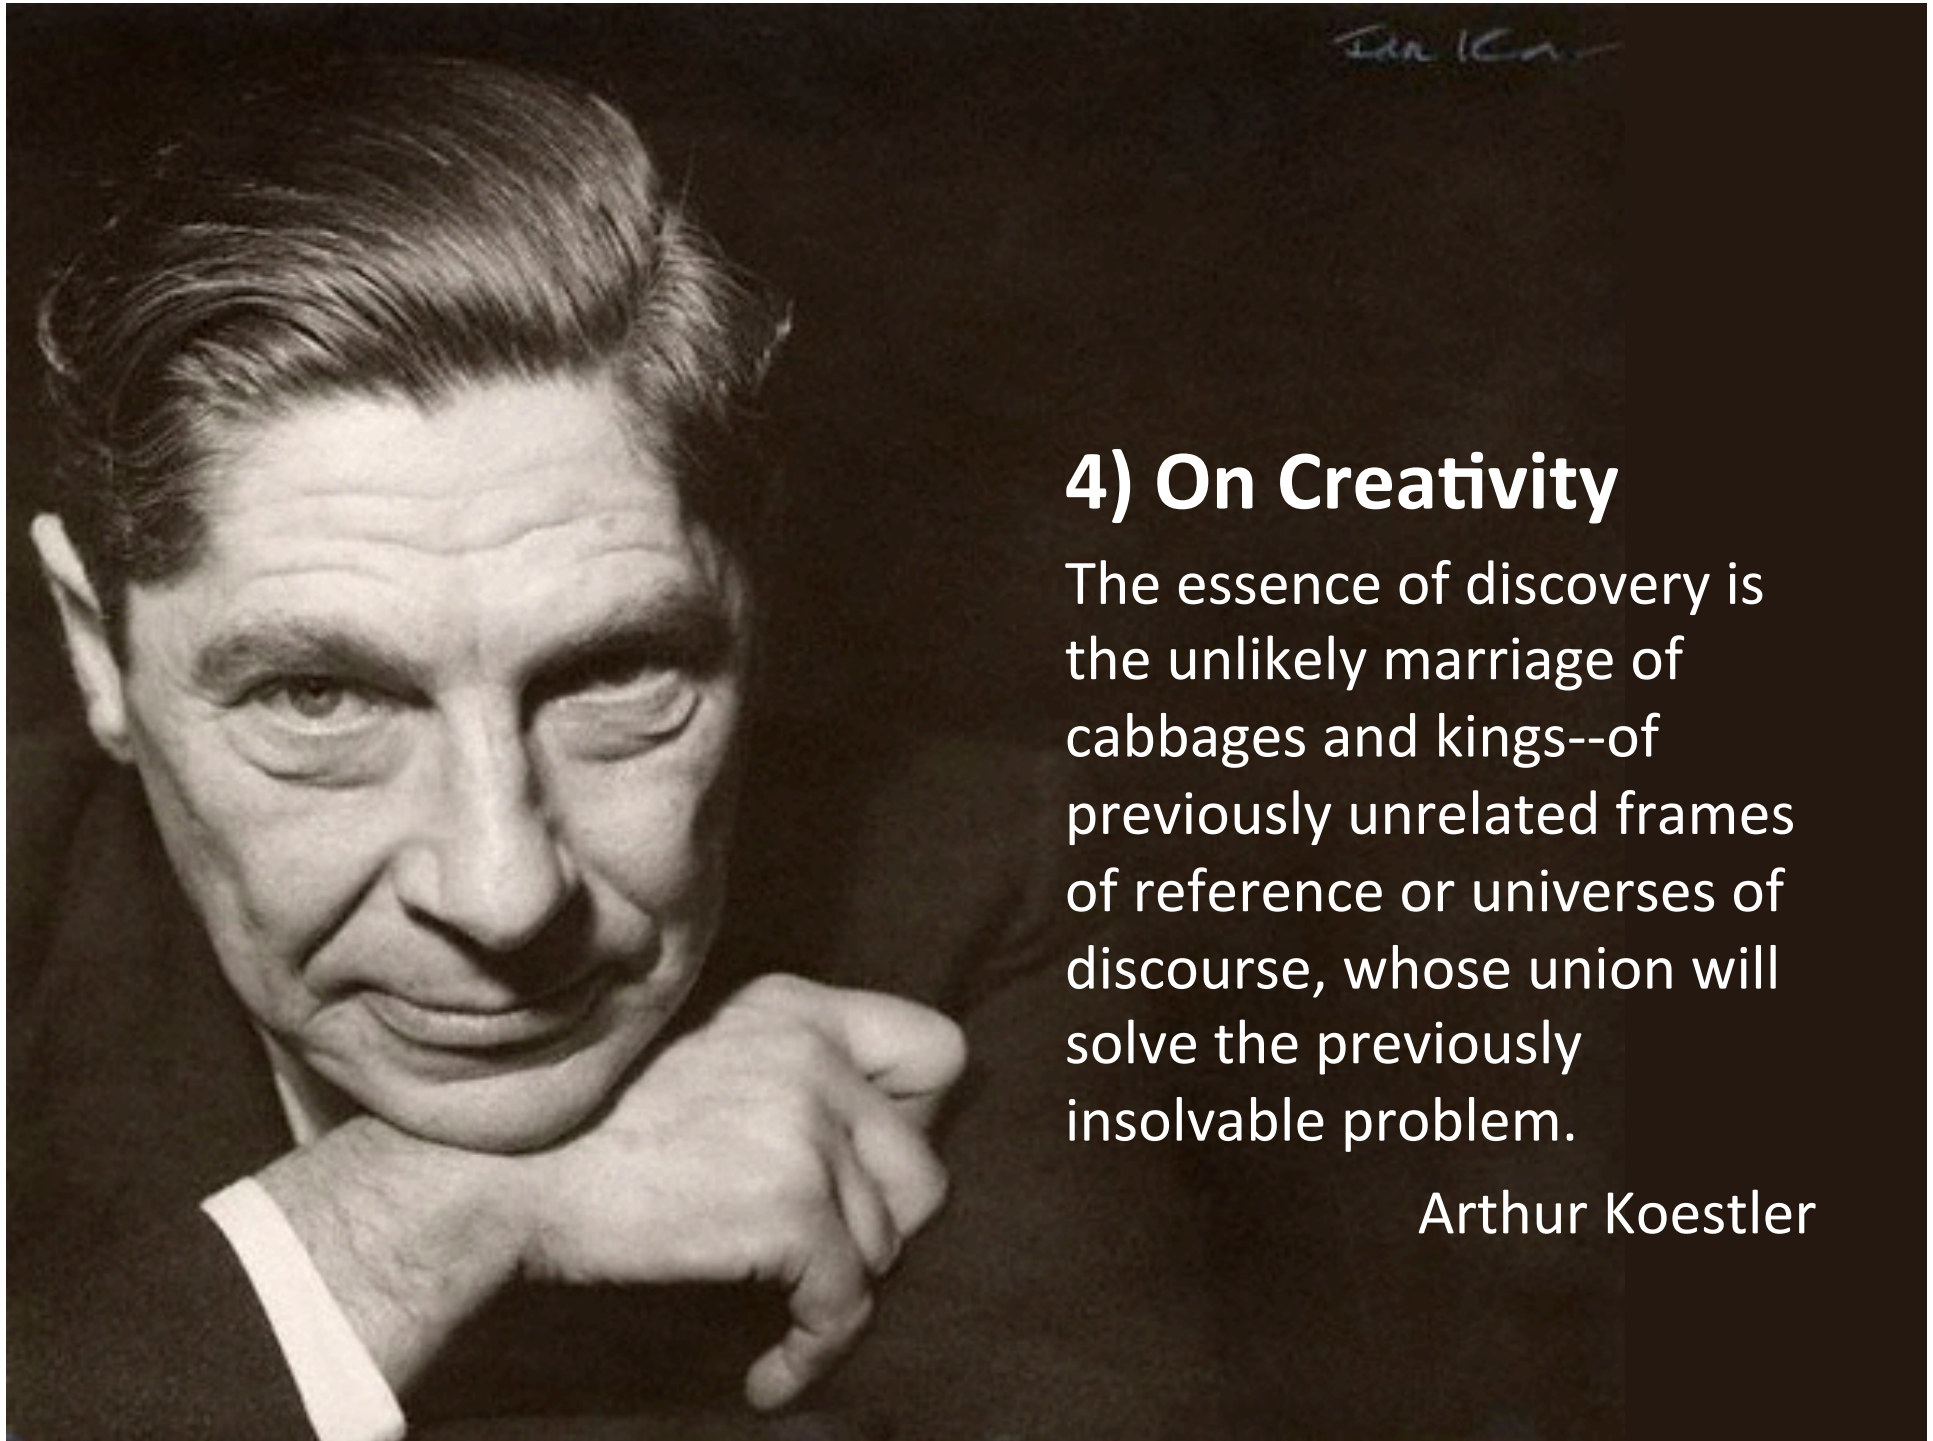 4) On Creativity
The essence of discovery is
the unlikely marriage of
cabbages and kings--of
previously unrelated frames
of reference or universes of
discourse, whose union will
solve the previously
insolvable problem.
Arthur Koestler